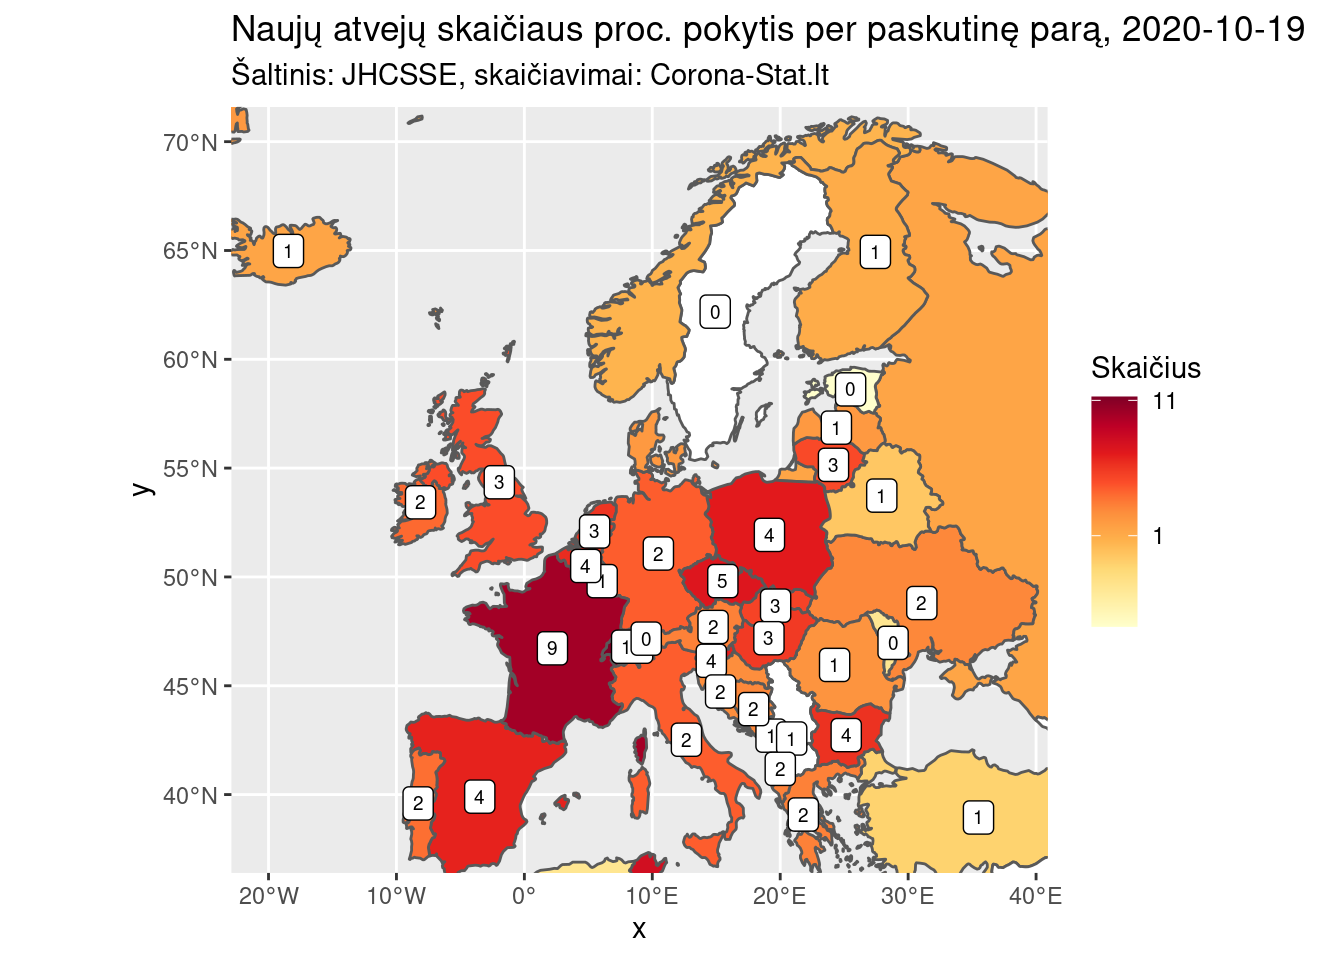 Naujų atvejų skaičiaus proc. pokytis per paskutinę parą, 2020-10-19
Šaltinis: JHCSSE, skaičiavimai: Corona-Stat.lt
70°N
65°N
60°N
55°N
50°N
45°N
40°N
y
1
1
0
0
1
3
3
1
2
3
4
2
4
1
5
3
2
2
3
0
1
0
9
4
1
2
2
4
2
1
1
2
2
4
2
1
2
20°W
10°W
0°
10°E
20°E
30°E
40°E
x
Skaičius
11
1